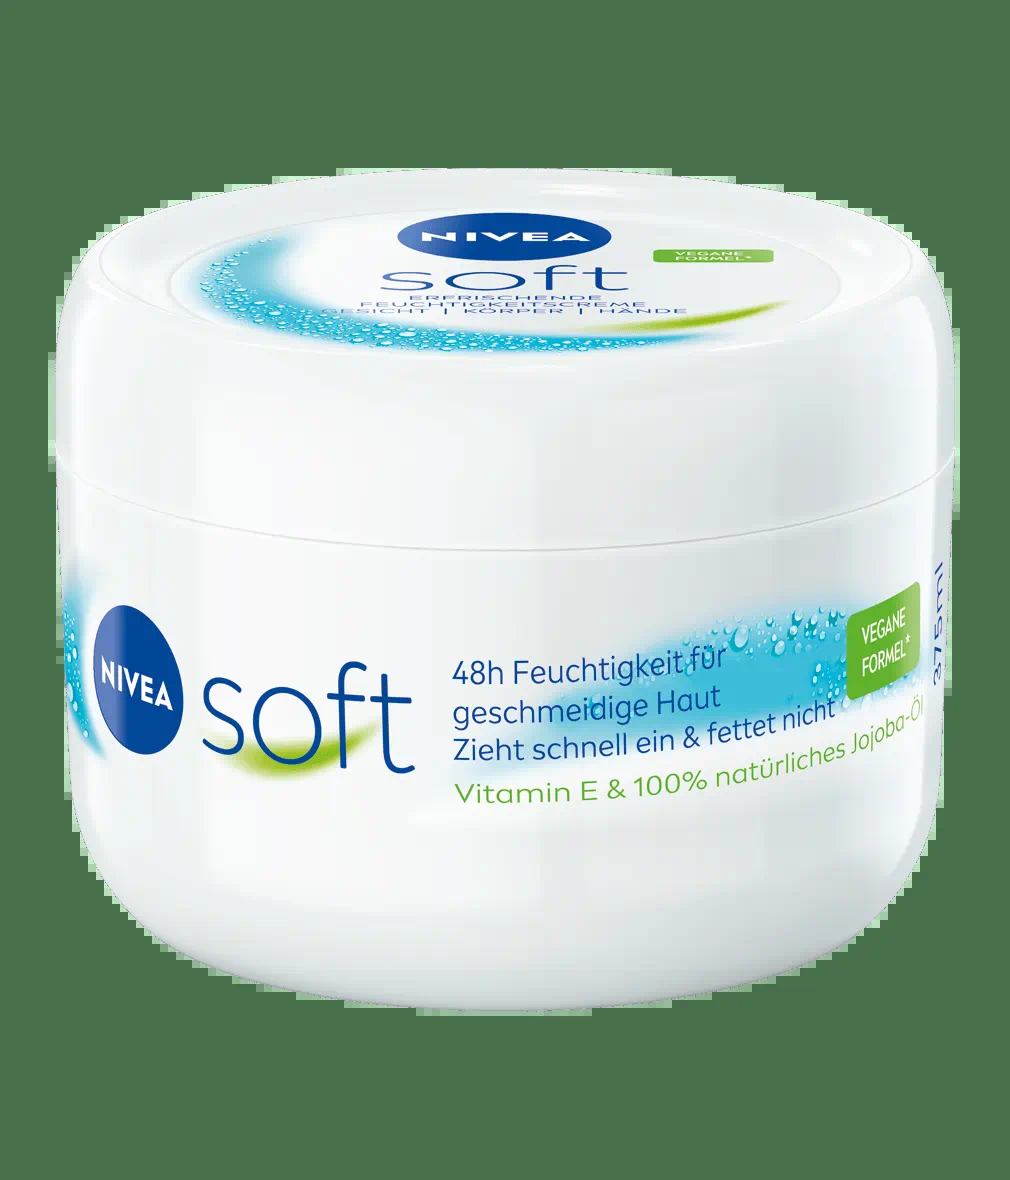 NIVEA
soft
VEGANE
FORMEL*
ERFRISCHENDE
FEUCHTIGKEITSCREME
GESICHT | KÖRPER | HÄNDE
NIVEA
soft
48h Feuchtigkeit für
geschmeidige Haut
Zieht schnell ein & fettet nicht
Vitamin E & 100% natürliches Jojoba-Öl
VEGANE
FORMEL*
375ml